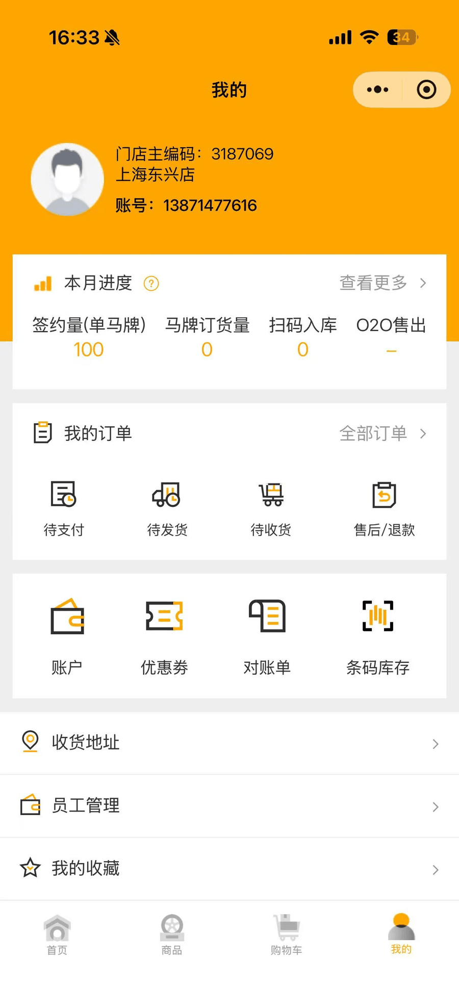 16:33
34
我的
门店主编码：3187069
上海东兴店
账号：13871477616
本月进度 ?
查看更多
签约量(单马牌) 马牌订货量 扫码入库 O2O售出
100 0 0 –
我的订单
全部订单
待支付 待发货 待收货 售后/退款
账户 优惠券 对账单 条码库存
收货地址
员工管理
我的收藏
首页 商品 购物车 我的